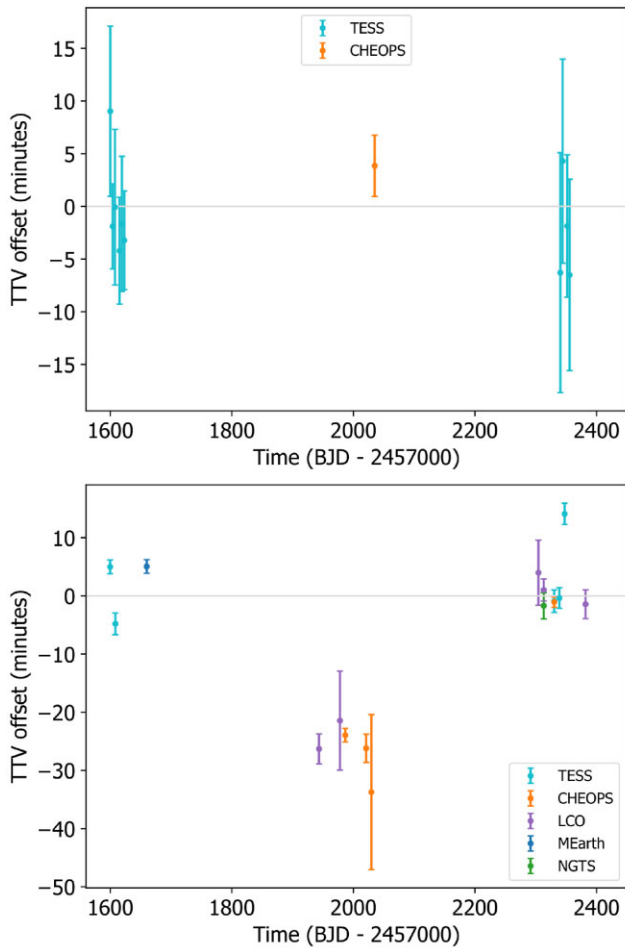 TESS
CHEOPS
15
10
5
0
−5
−10
−15
TTV offset (minutes)
1600 1800 2000 2200 2400
Time (BJD - 2457000)
10
0
−10
−20
−30
−40
−50
TTV offset (minutes)
TESS
CHEOPS
LCO
MEarth
NGTS
1600 1800 2000 2200 2400
Time (BJD - 2457000)